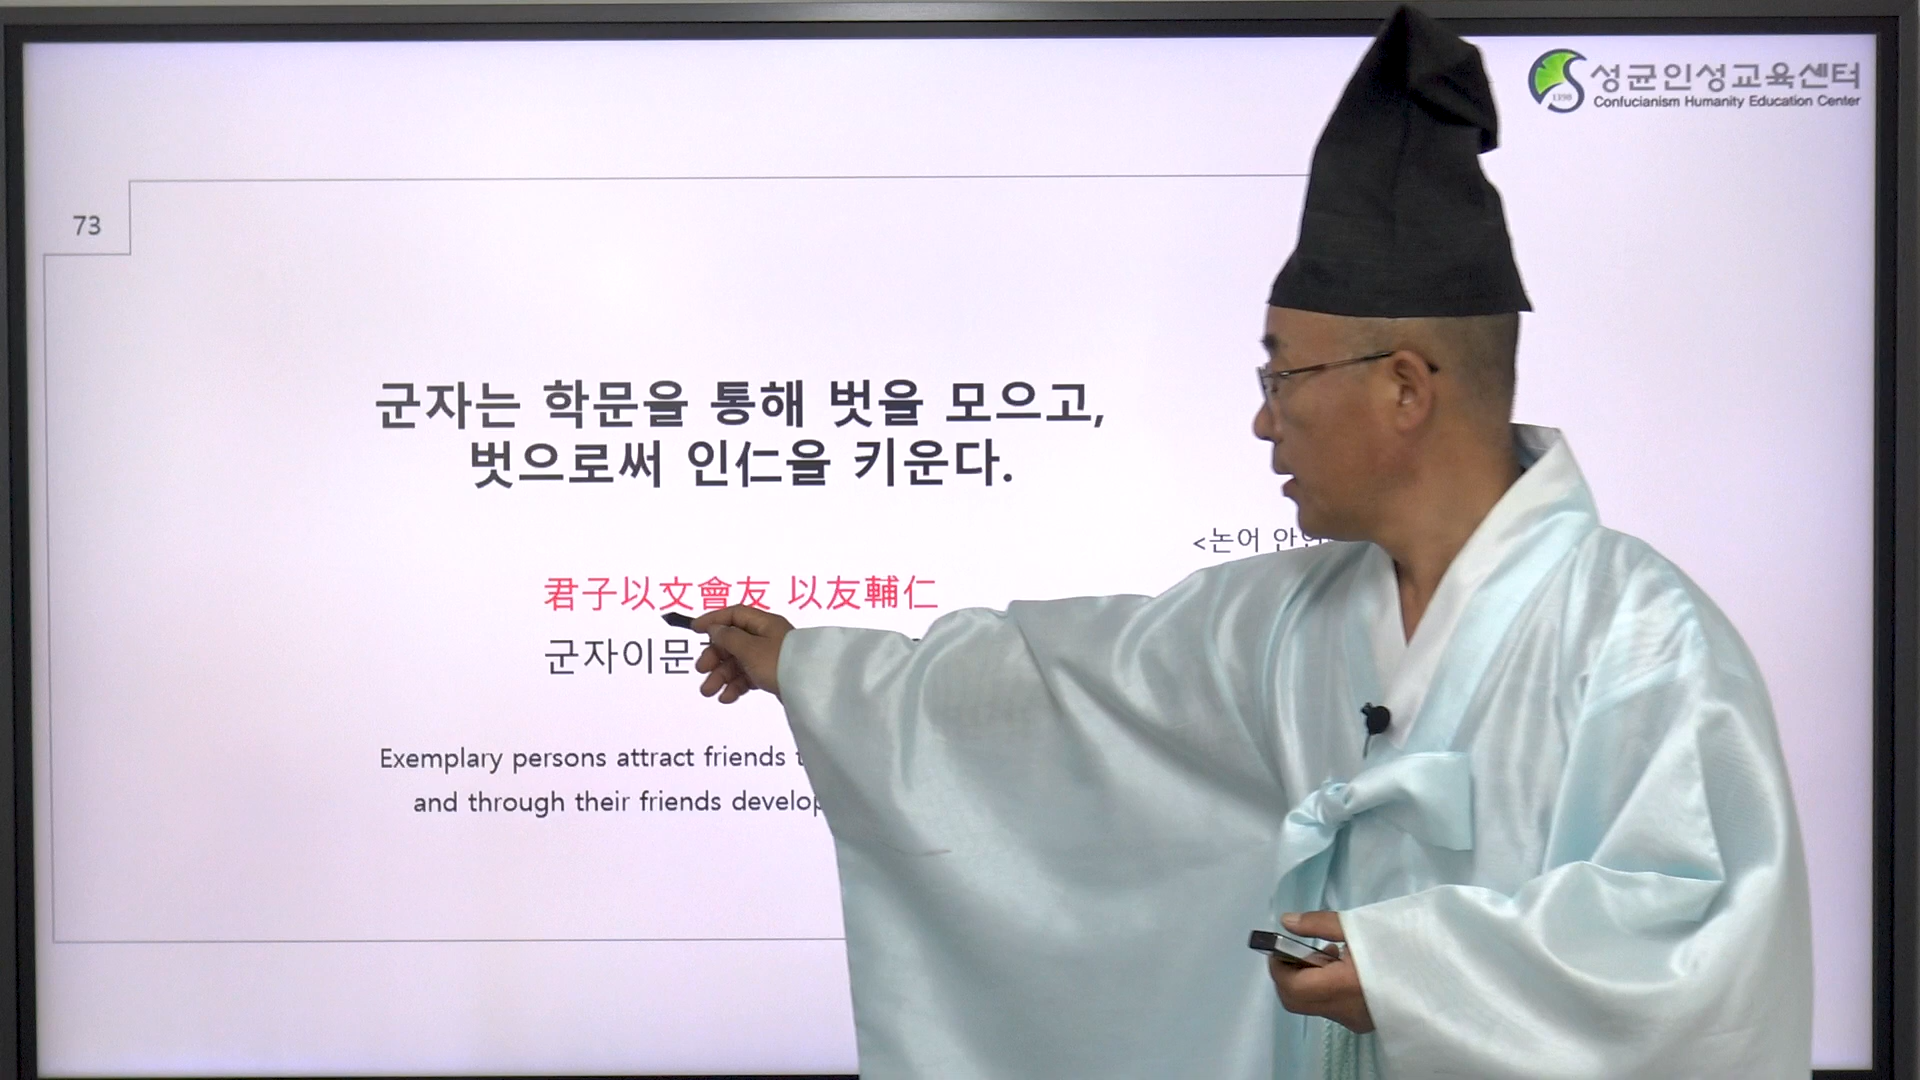 성균인성교육센터
1398
Confucianism Humanity Education Center
73
군자는 학문을 통해 벗을 모으고,
벗으로써 인仁을 키운다.
<논어
君子以文會友 以友輔仁
군자이문
Exemplary persons attract friends
and through their friends